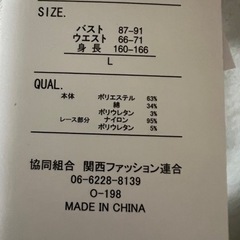 SIZE.
バスト 87-91
ウエスト 66-71
身長 160-166
L
QUAL.
本体 ポリエステル 63%
綿 34%
ポリウレタン 3%
レース部分 ナイロン 95%
ポリウレタン 5%
協同組合 関西ファッション連合
06-6228-8139
O-198
MADE IN CHINA